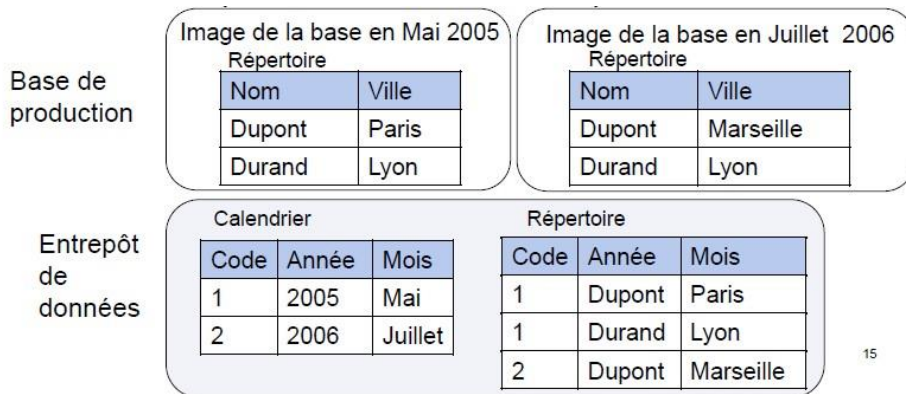 Image de la base en Mai 2005
Répertoire
Nom Ville
Dupont Paris
Durand Lyon
Image de la base en Juillet 2006
Répertoire
Nom Ville
Dupont Marseille
Durand Lyon
Base de
production
Entrepôt
de
données
Calendrier
Code Année Mois
1 2005 Mai
2 2006 Juillet
Répertoire
Code Année Mois
1 Dupont Paris
1 Durand Lyon
2 Dupont Marseille
15